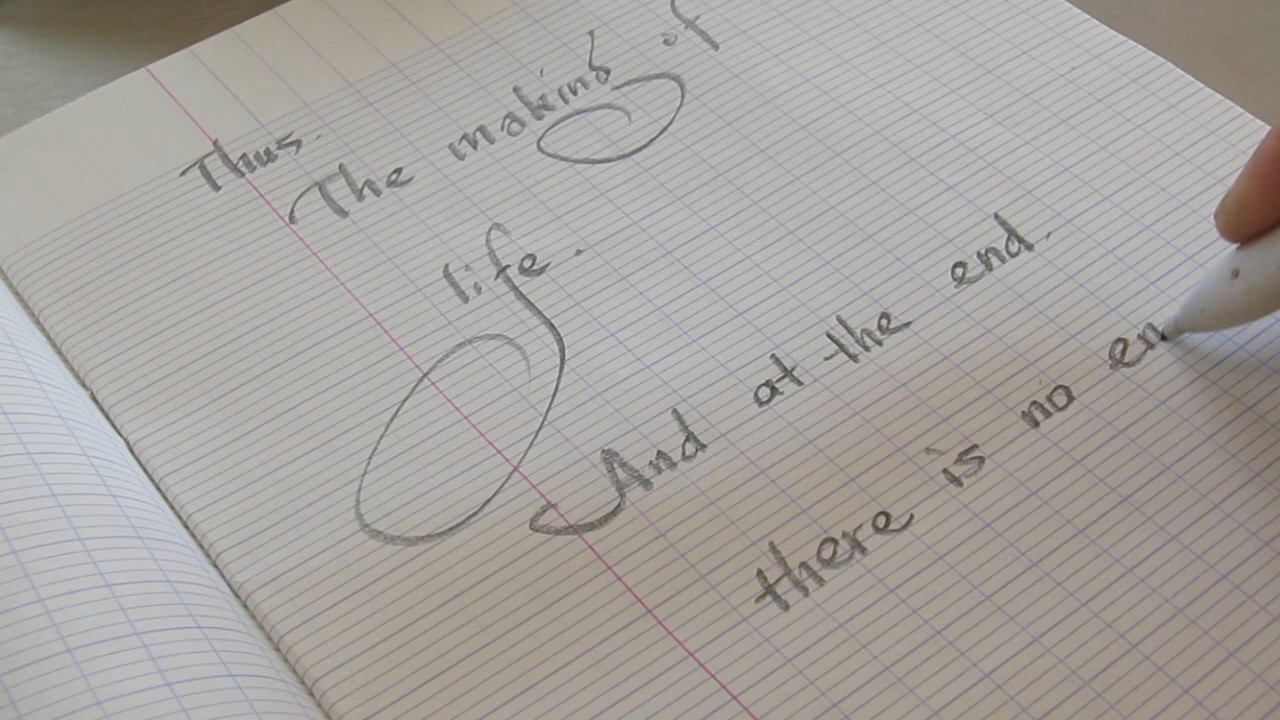 Thus.
The making of
life.
And at the end.
there is no en